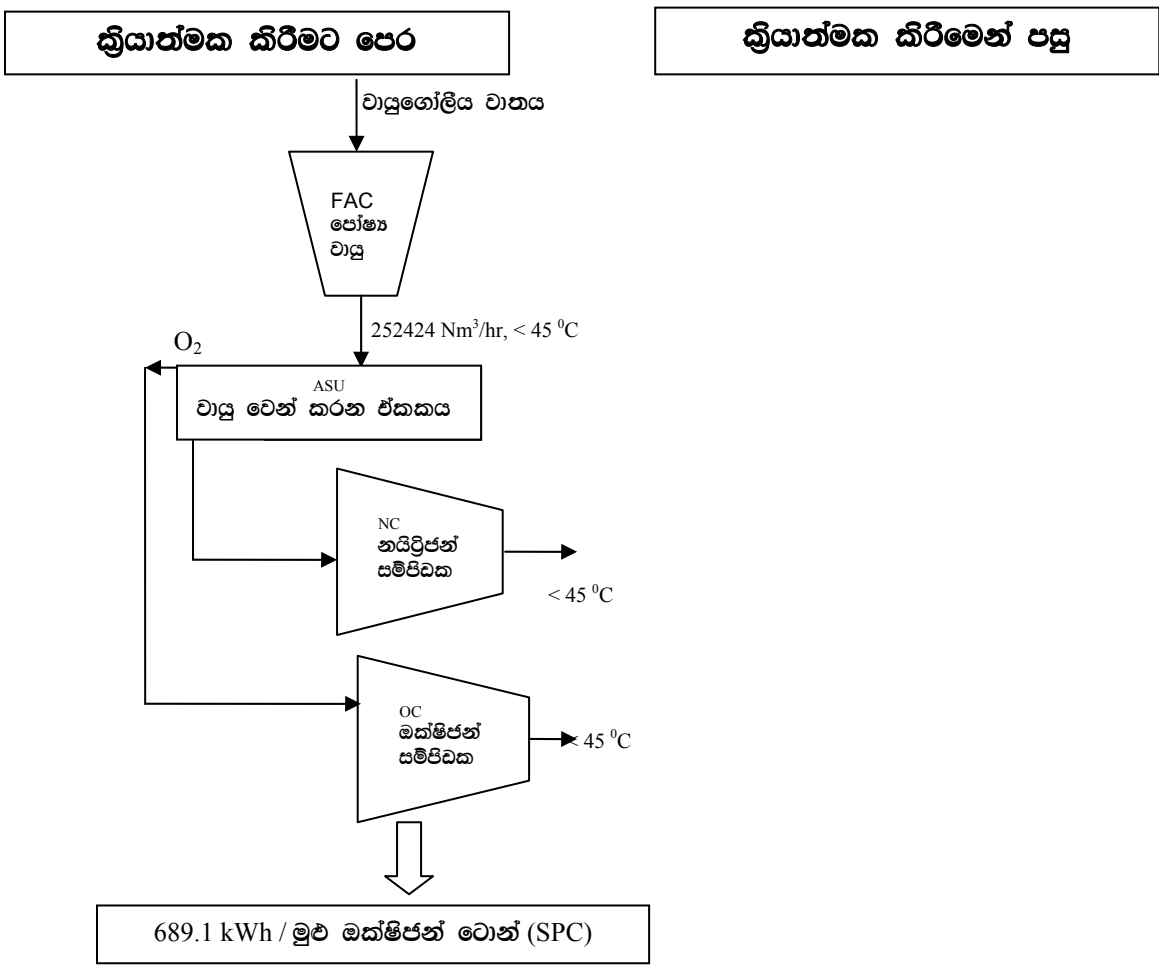 ක්‍රියාත්මක කිරීමට පෙර
ක්‍රියාත්මක කිරීමෙන් පසු
වායුගෝලීය වාතය
FAC
පෝෂ්‍ය
වායු
252424 Nm³/hr, < 45 ⁰C
O₂
ASU
වායු වෙන් කරන ඒකකය
NC
නයිට්‍රිජන්
සම්පිඩක
< 45 ⁰C
OC
ඔක්ෂිජන්
සම්පිඩක
< 45 ⁰C
689.1 kWh / මුළු ඔක්ෂිජන් ටොන් (SPC)